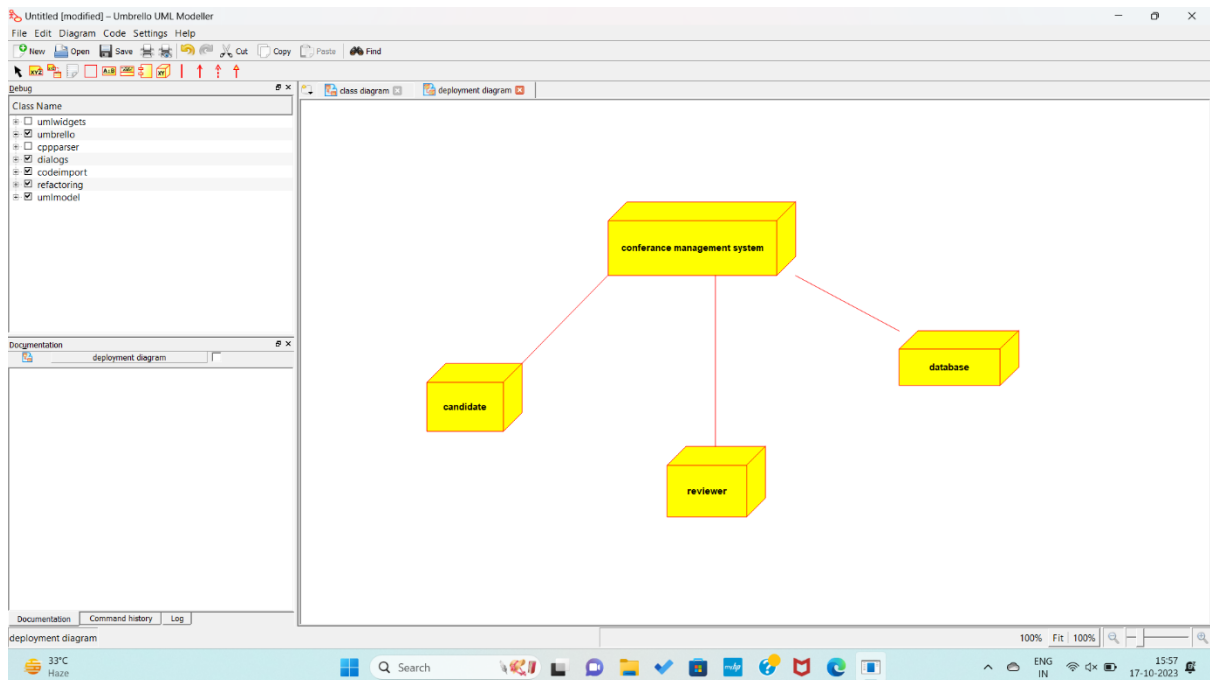 Untitled [modified] – Umbrello UML Modeller
File Edit Diagram Code Settings Help
New Open Save Cut Copy Paste Find
Debug
Class Name
umlwidgets
umbrello
cppparser
dialogs
codeimport
refactoring
umlmodel
Documentation
deployment diagram
Documentation Command history Log
class diagram deployment diagram
conferance management system
candidate
reviewer
database
deployment diagram
100% Fit 100%
33°C
Haze
Search
ENG
IN
15:57
17-10-2023